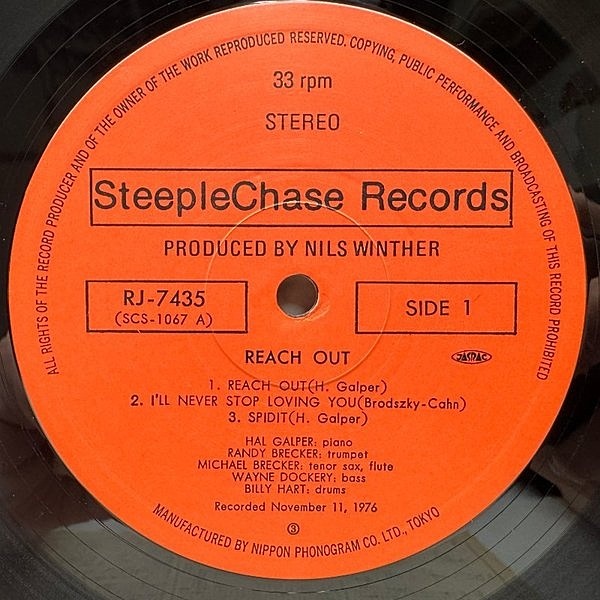 ALL RIGHTS OF THE RECORD PRODUCER AND OF THE OWNER OF THE WORK REPRODUCED RESERVED. COPYING, PUBLIC PERFORMANCE AND BROADCASTING OF THIS RECORD PROHIBITED
33 rpm
STEREO
SteepleChase Records
PRODUCED BY NILS WINTHER
RJ-7435
(SCS-1067 A)
SIDE 1
REACH OUT
JASRAC
1. REACH OUT(H. Galper)
2. I'LL NEVER STOP LOVING YOU(Brodszky-Cahn)
3. SPIDIT(H. Galper)
HAL GALPER: piano
RANDY BRECKER: trumpet
MICHAEL BRECKER: tenor sax, flute
WAYNE DOCKERY: bass
BILLY HART: drums
Recorded November 11, 1976
③
MANUFACTURED BY NIPPON PHONOGRAM CO. LTD., TOKYO